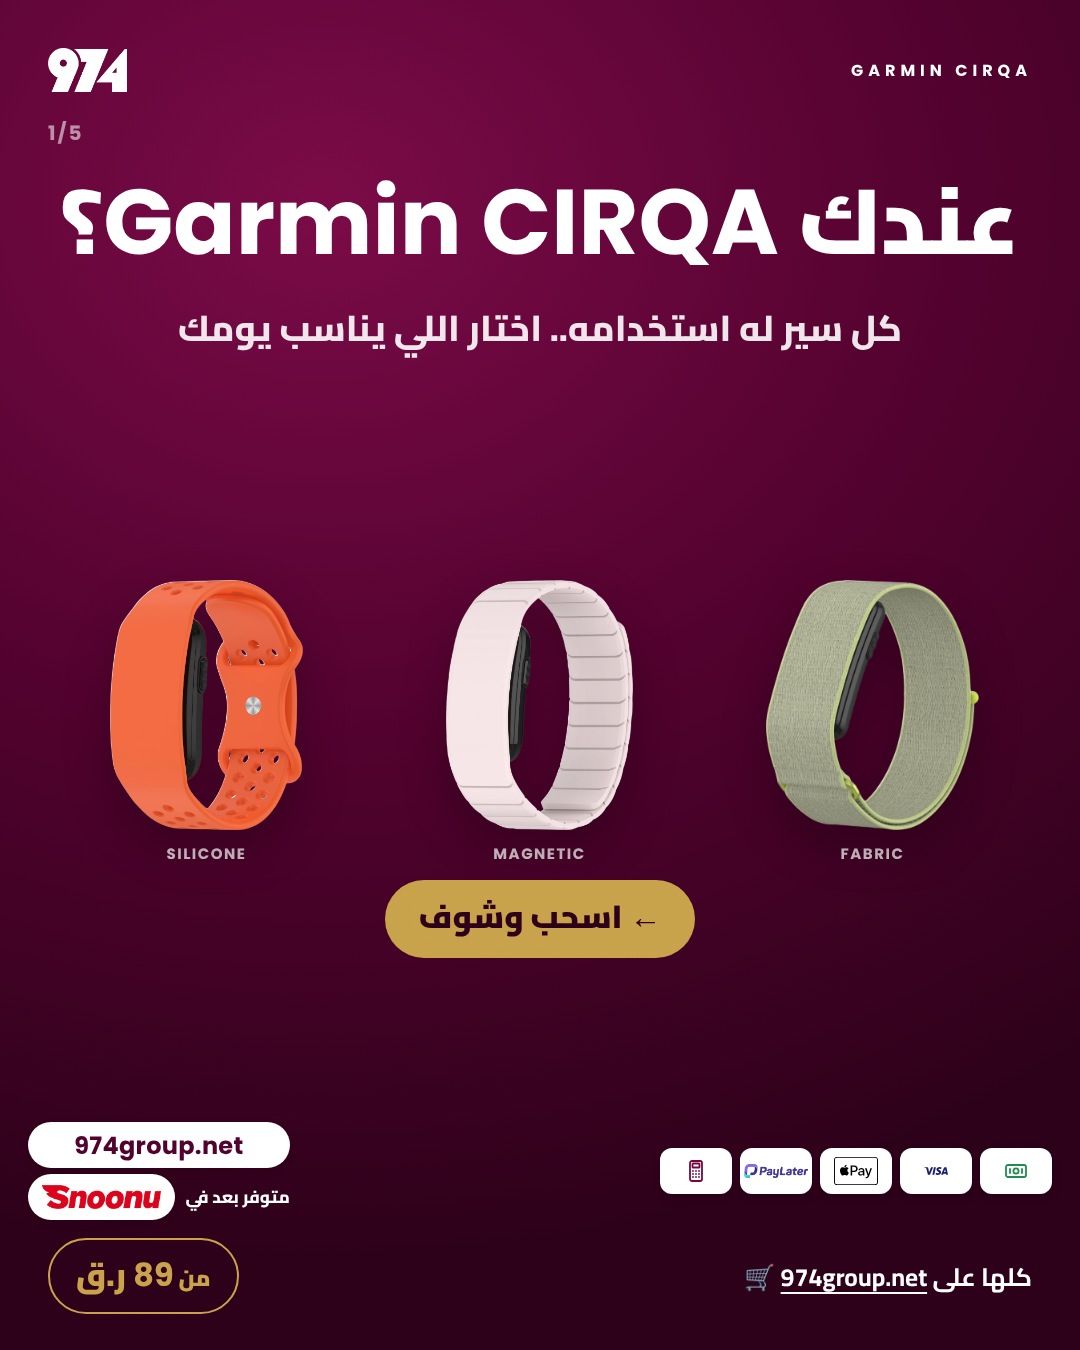 974
GARMIN CIRQA
1/5
عندك Garmin CIRQA؟
كل سير له استخدامه.. اختار اللي يناسب يومك
SILICONE
MAGNETIC
FABRIC
← اسحب وشوف
974group.net
متوفر بعد في Snoonu
PayLater
Pay
VISA
من 89 ر.ق
كلها على 974group.net 🛒